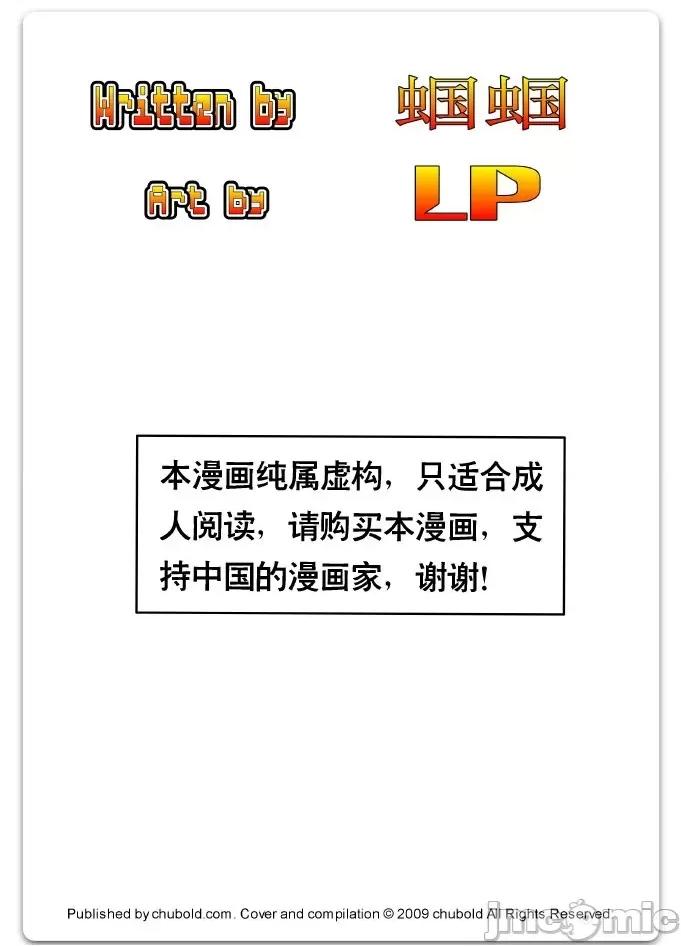 Written by 蝈蝈
Art by LP
本漫画纯属虚构，只适合成
人阅读，请购买本漫画，支
持中国的漫画家，谢谢!
Published by chubold.com. Cover and compilation © 2009 chubold All Rights Reserved.
jmcomic